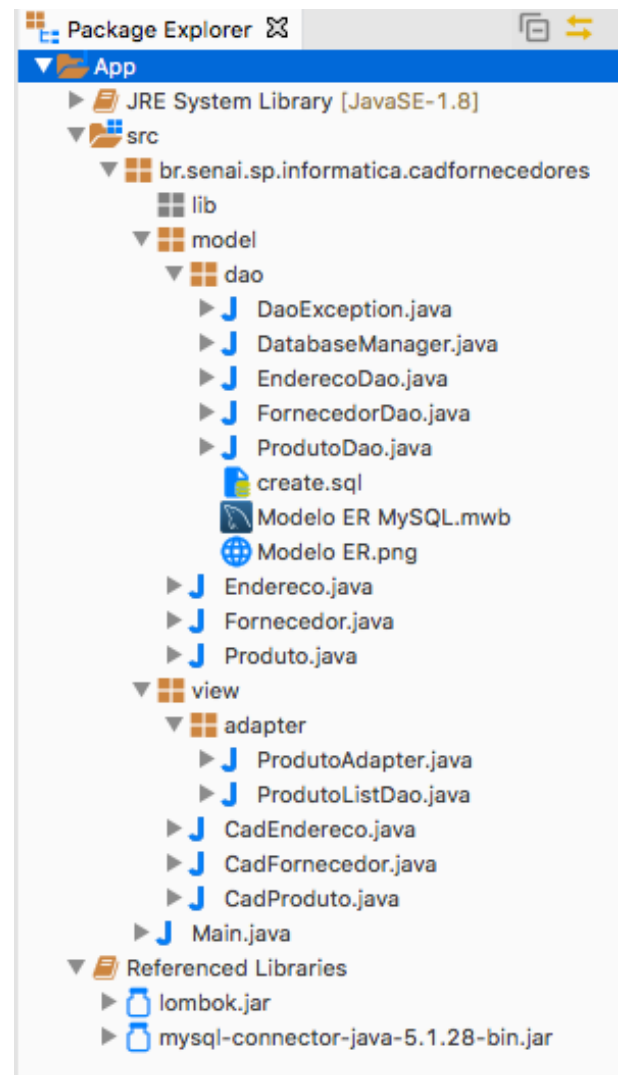 Package Explorer
App
JRE System Library [JavaSE-1.8]
src
br.senai.sp.informatica.cadfornecedores
lib
model
dao
DaoException.java
DatabaseManager.java
EnderecoDao.java
FornecedorDao.java
ProdutoDao.java
create.sql
Modelo ER MySQL.mwb
Modelo ER.png
Endereco.java
Fornecedor.java
Produto.java
view
adapter
ProdutoAdapter.java
ProdutoListDao.java
CadEndereco.java
CadFornecedor.java
CadProduto.java
Main.java
Referenced Libraries
lombok.jar
mysql-connector-java-5.1.28-bin.jar